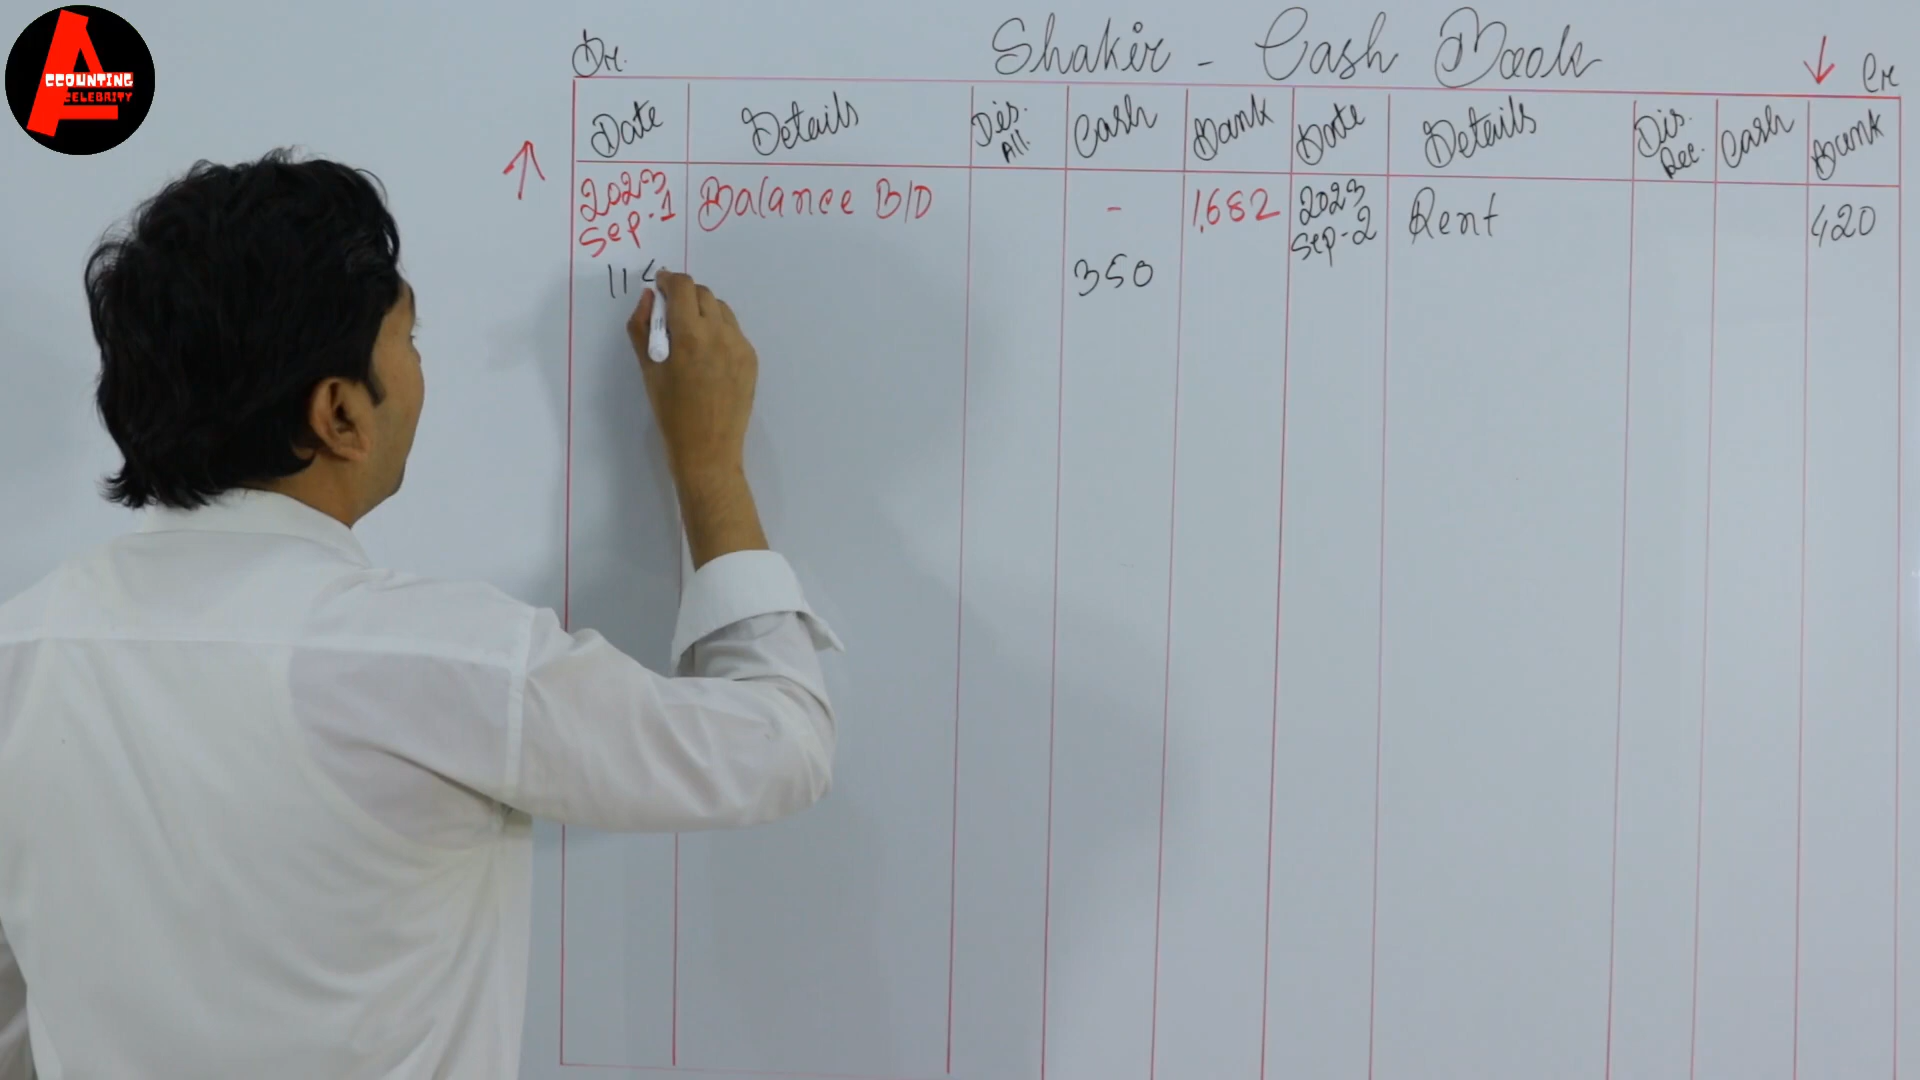 ACCOUNTING
CELEBRITY
Shakir - Cash Book
Dr.
Cr
Date Details Dis. All. Cash Bank Date Details Dis. Rec. Cash Bank
2023 Sep-1 Balance B/D - 1,682 2023 Sep-2 Rent 420
11 350